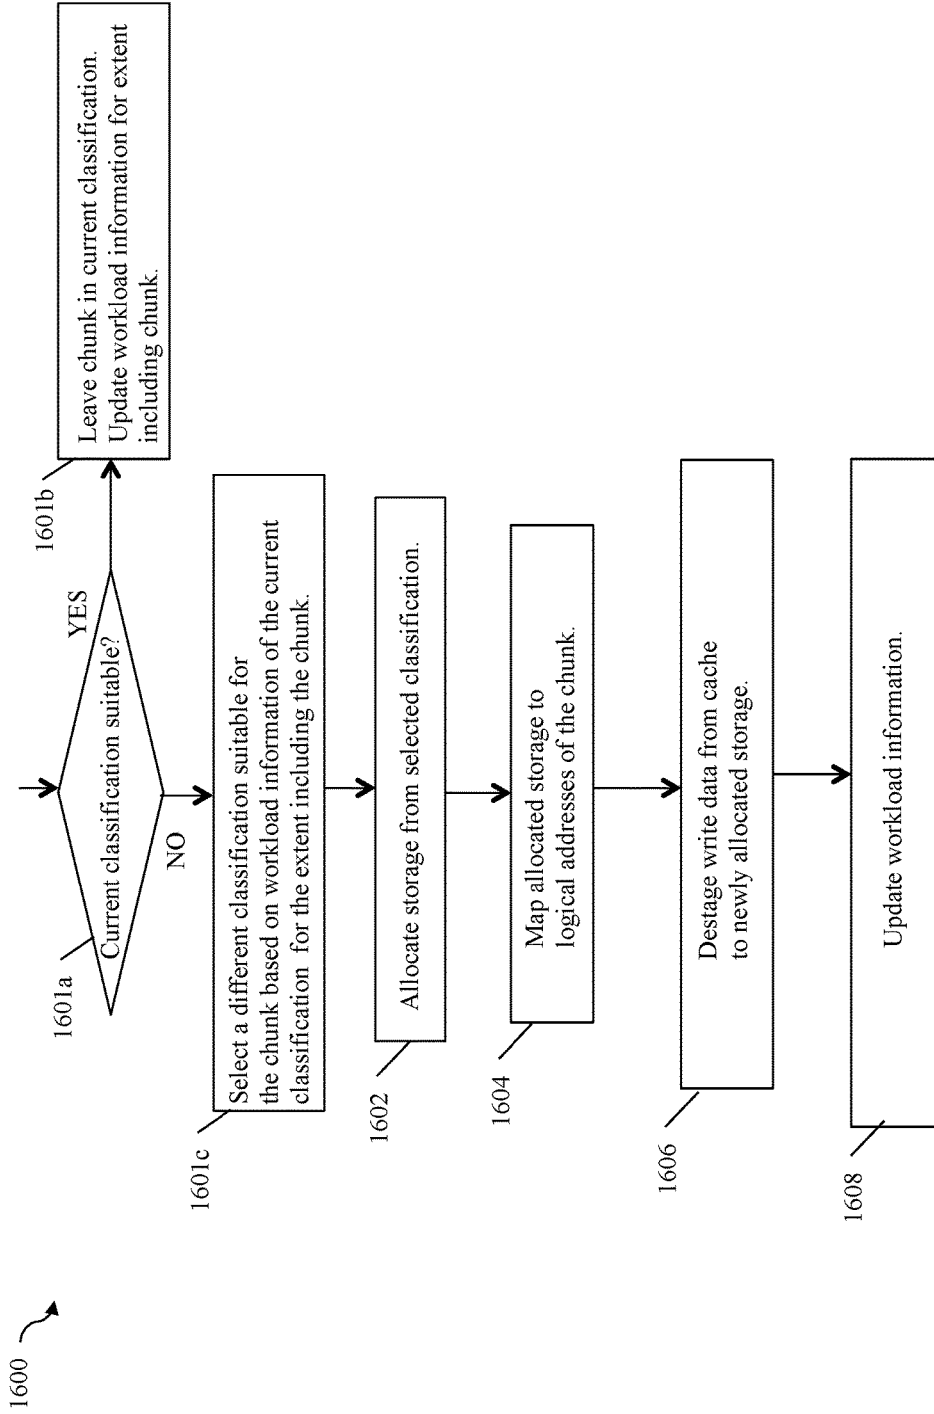 1600
1601a
Current classification suitable?
YES
NO
1601b
Leave chunk in current classification.
Update workload information for extent
including chunk.
1601c
Select a different classification suitable for
the chunk based on workload information of the current
classification for the extent including the chunk.
1602
Allocate storage from selected classification.
1604
Map allocated storage to
logical addresses of the chunk.
1606
Destage write data from cache
to newly allocated storage.
1608
Update workload information.